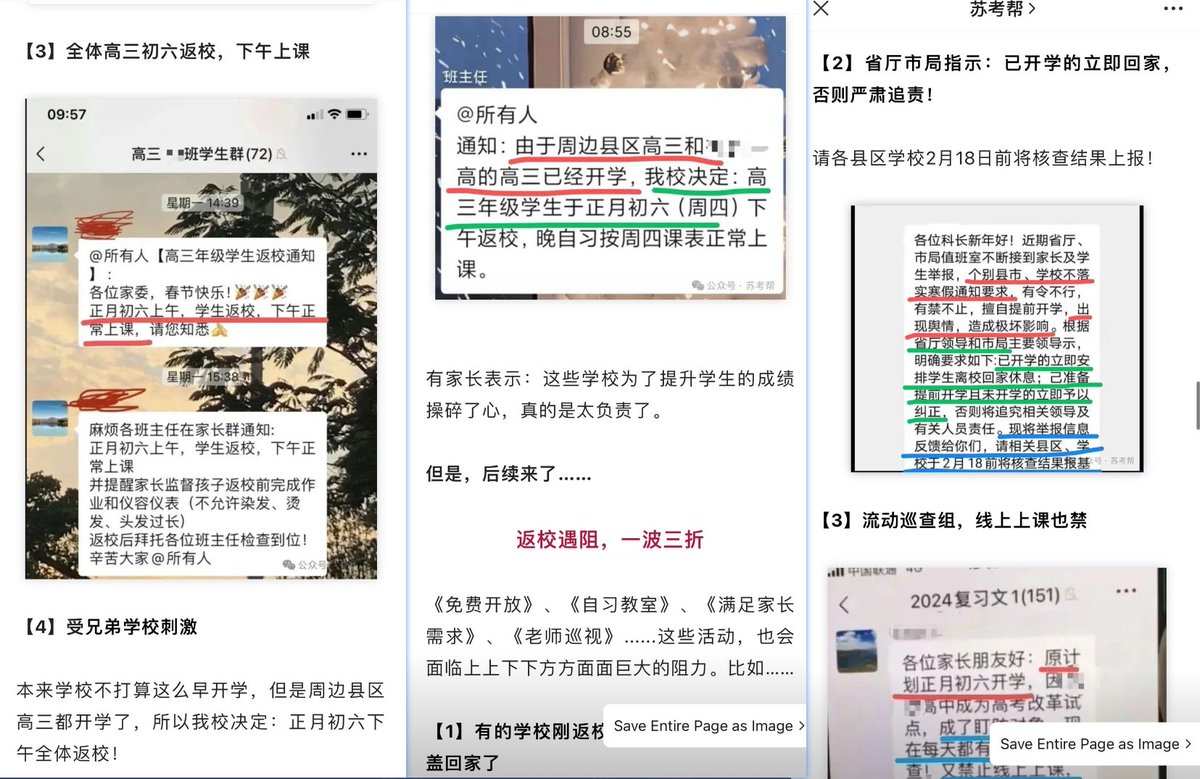 【3】全体高三初六返校，下午上课
09:57
高三 班学生群(72)
星期一 14:39
@所有人【高三年级学生返校通知
】：
各位家委，春节快乐！🎉🎉🎉
正月初六上午，学生返校，下午正
常上课，请您知悉
星期一 15:38
麻烦各班主任在家长群通知:
正月初六上午，学生返校，下午正
常上课
并提醒家长监督孩子返校前完成作
业和仪容仪表（不允许染发、烫
发、头发过长）
返校后拜托各位班主任检查到位！
辛苦大家@所有人
公众号
【4】受兄弟学校刺激
本来学校不打算这么早开学，但是周边县区
高三都开学了，所以我校决定：正月初六下
午全体返校！
08:55
班主任
@所有人
通知：由于周边县区高三和
高的高三已经开学，我校决定：高
三年级学生于正月初六（周四）下
午返校，晚自习按周四课表正常上
课。
公众号 · 苏考帮
有家长表示：这些学校为了提升学生的成绩
操碎了心，真的是太负责了。
但是，后续来了……
返校遇阻，一波三折
《免费开放》、《自习教室》、《满足家长
需求》、《老师巡视》……这些活动，也会
面临上上下下方方面面巨大的阻力。比如……
【1】有的学校刚返校
盖回家了
Save Entire Page as Image >
苏考帮 >
【2】省厅市局指示：已开学的立即回家，
否则严肃追责！
请各县区学校2月18日前将核查结果上报！
各位科长新年好！近期省厅、
市局值班室不断接到家长及学
生举报，个别县市、学校不落
实寒假通知要求，有令不行，
有禁不止，擅自提前开学，出
现舆情，造成极坏影响。根据
省厅领导和市局主要领导示，
明确要求如下:已开学的立即安
排学生离校回家休息；己准备
提前开学且未开学的立即予以
纠正，否则将追究相关领导及
有关人员责任。现将举报信息
反馈给你们，请相关县区、学
校于2月18前将核查结果报基
号 · 苏考帮
【3】流动巡查组，线上上课也禁
中国联通 4G
2024复习文1(151)
各位家长朋友好：原计
划正月初六开学，因
高中成为高考改革试
点，成了盯防对象，现
在每天都有
查！又禁止线上上课，
Save Entire Page as Image >